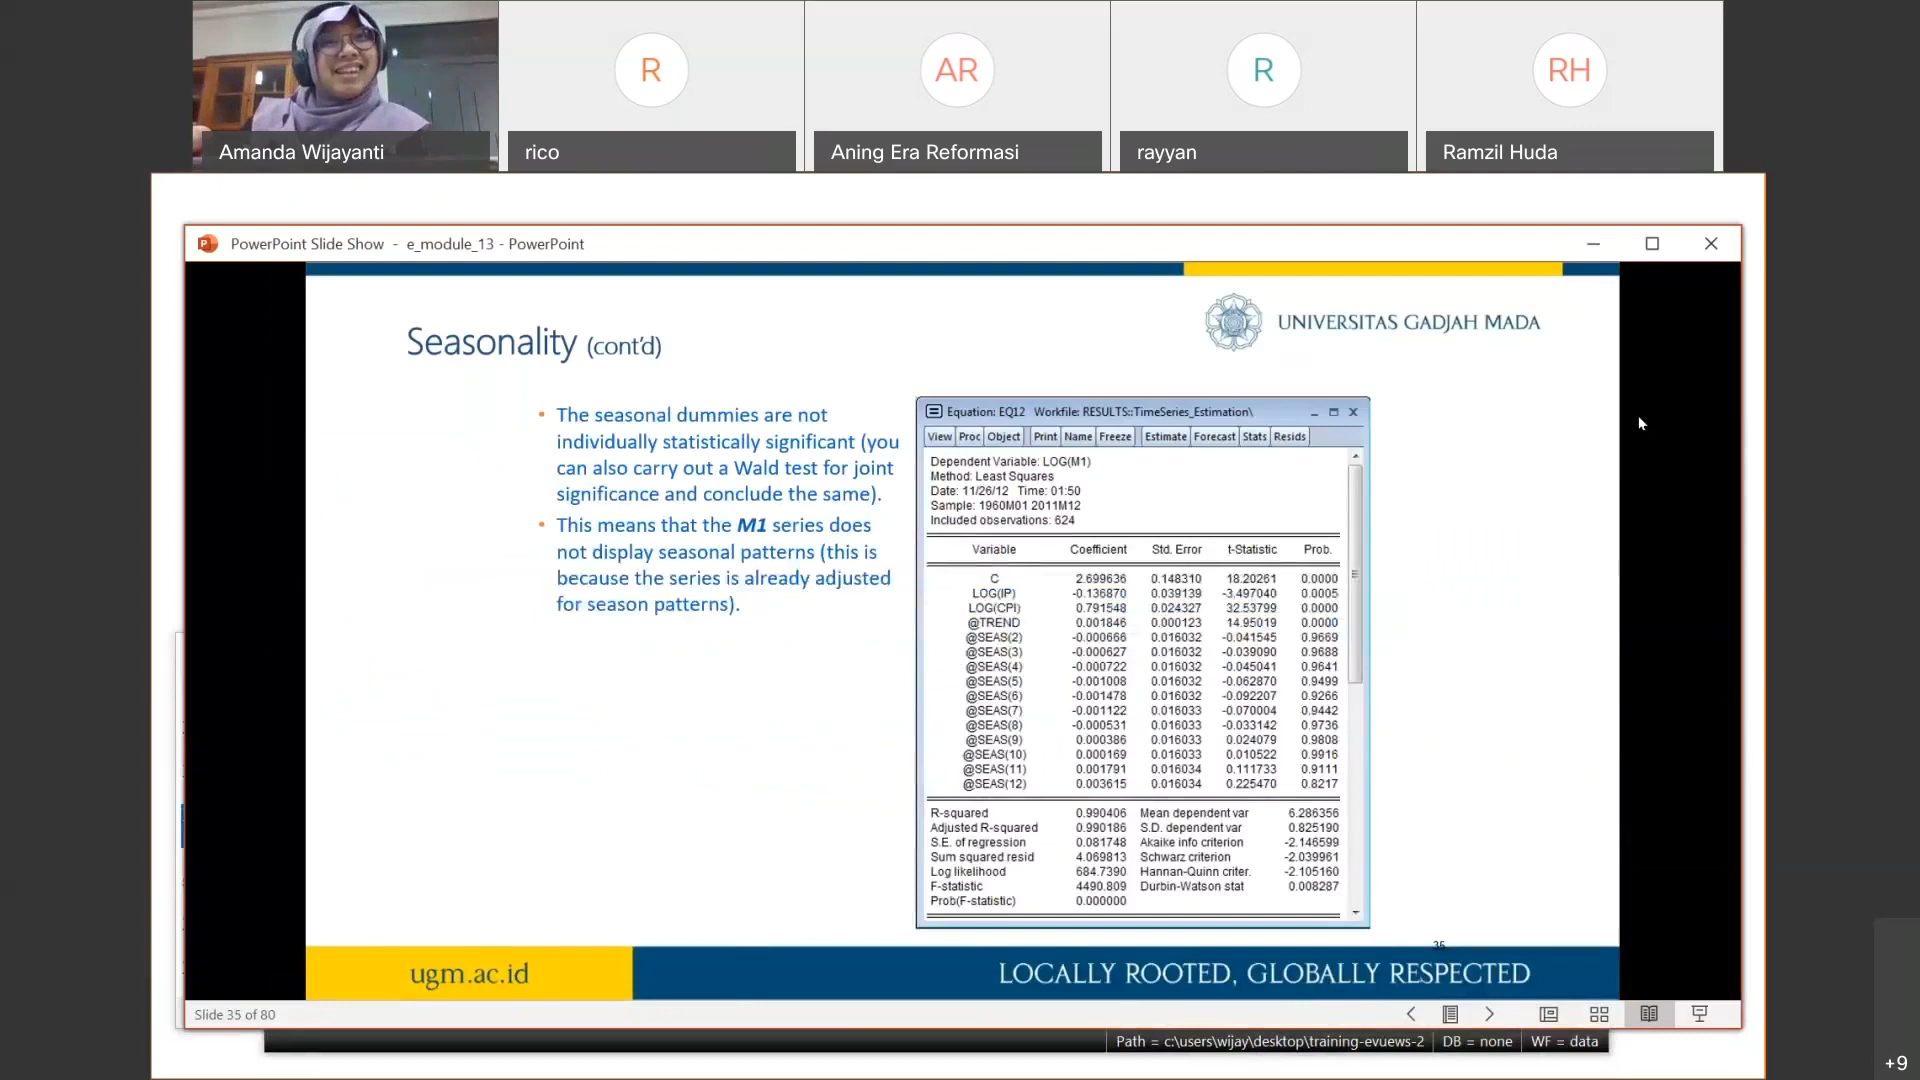 R
AR
R
RH
Amanda Wijayanti
rico
Aning Era Reformasi
rayyan
Ramzil Huda
PowerPoint Slide Show - e_module_13 - PowerPoint
UNIVERSITAS GADJAH MADA
Seasonality (cont'd)
• The seasonal dummies are not
individually statistically significant (you
can also carry out a Wald test for joint
significance and conclude the same).
• This means that the M1 series does
not display seasonal patterns (this is
because the series is already adjusted
for season patterns).
Equation: EQ12 Workfile: RESULTS::TimeSeries_Estimation\
View Proc Object Print Name Freeze Estimate Forecast Stats Resids
Dependent Variable: LOG(M1)
Method: Least Squares
Date: 11/26/12 Time: 01:50
Sample: 1960M01 2011M12
Included observations: 624
Variable Coefficient Std. Error t-Statistic Prob.
C 2.699636 0.148310 18.20261 0.0000
LOG(IP) -0.136870 0.039139 -3.497040 0.0005
LOG(CPI) 0.791548 0.024327 32.53799 0.0000
@TREND 0.001846 0.000123 14.95019 0.0000
@SEAS(2) -0.000666 0.016032 -0.041545 0.9669
@SEAS(3) -0.000627 0.016032 -0.039090 0.9688
@SEAS(4) -0.000722 0.016032 -0.045041 0.9641
@SEAS(5) -0.001008 0.016032 -0.062870 0.9499
@SEAS(6) -0.001478 0.016032 -0.092207 0.9266
@SEAS(7) -0.001122 0.016033 -0.070004 0.9442
@SEAS(8) -0.000531 0.016033 -0.033142 0.9736
@SEAS(9) 0.000386 0.016033 0.024079 0.9808
@SEAS(10) 0.000169 0.016033 0.010522 0.9916
@SEAS(11) 0.001791 0.016034 0.111733 0.9111
@SEAS(12) 0.003615 0.016034 0.225470 0.8217
R-squared 0.990406 Mean dependent var 6.286356
Adjusted R-squared 0.990186 S.D. dependent var 0.825190
S.E. of regression 0.081748 Akaike info criterion -2.146599
Sum squared resid 4.069813 Schwarz criterion -2.039961
Log likelihood 684.7390 Hannan-Quinn criter. -2.105160
F-statistic 4490.809 Durbin-Watson stat 0.008287
Prob(F-statistic) 0.000000
35
ugm.ac.id
LOCALLY ROOTED, GLOBALLY RESPECTED
Slide 35 of 80
Path = c:\users\wijay\desktop\training-evuews-2 DB = none WF = data
+9